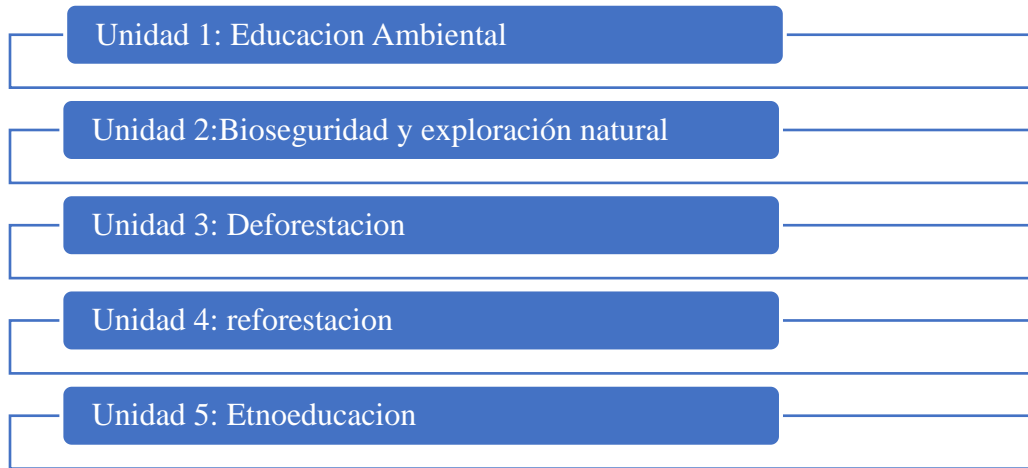 Unidad 1: Educacion Ambiental
Unidad 2:Bioseguridad y exploración natural
Unidad 3: Deforestacion
Unidad 4: reforestacion
Unidad 5: Etnoeducacion